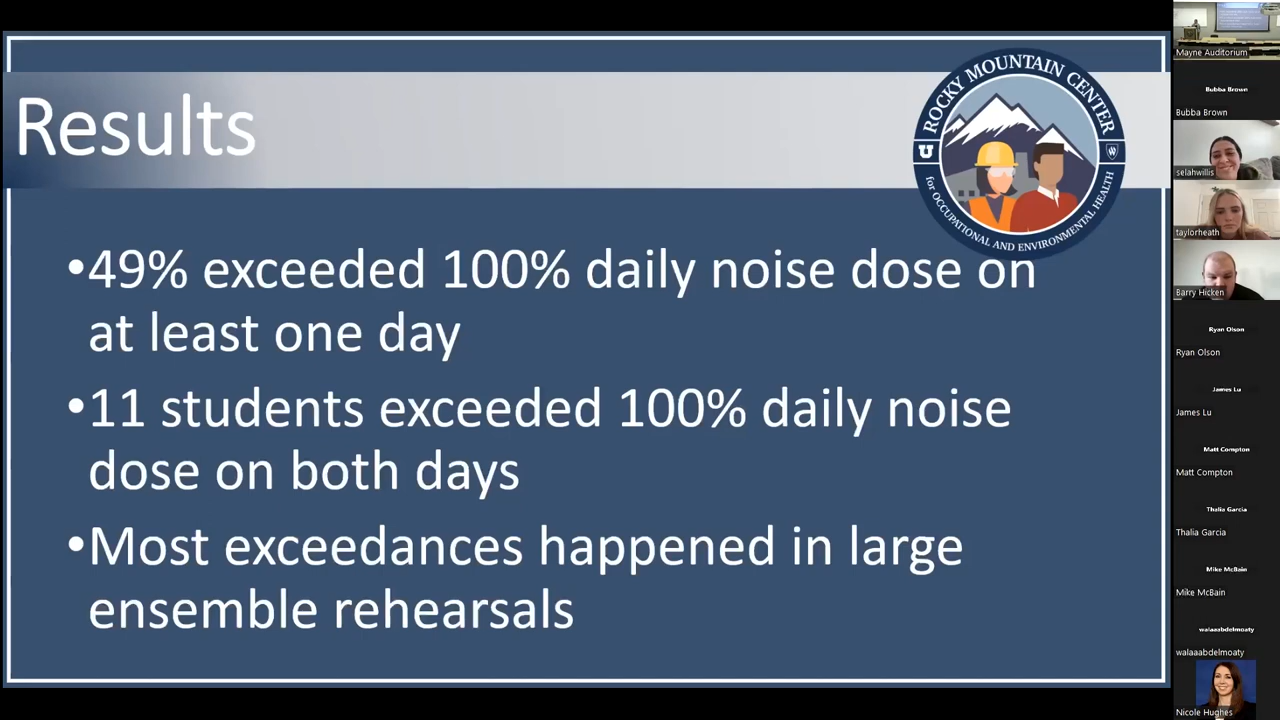 Results
ROCKY MOUNTAIN CENTER
for OCCUPATIONAL AND ENVIRONMENTAL HEALTH
U
•49% exceeded 100% daily noise dose on
at least one day
•11 students exceeded 100% daily noise
dose on both days
•Most exceedances happened in large
ensemble rehearsals
Mayne Auditorium
Bubba Brown
Bubba Brown
selahwillis
taylorheath
Barry Hicken
Ryan Olson
Ryan Olson
James Lu
James Lu
Matt Compton
Matt Compton
Thalia Garcia
Thalia Garcia
Mike McBain
Mike McBain
walaaabdelmoaty
walaaabdelmoaty
Nicole Hughes